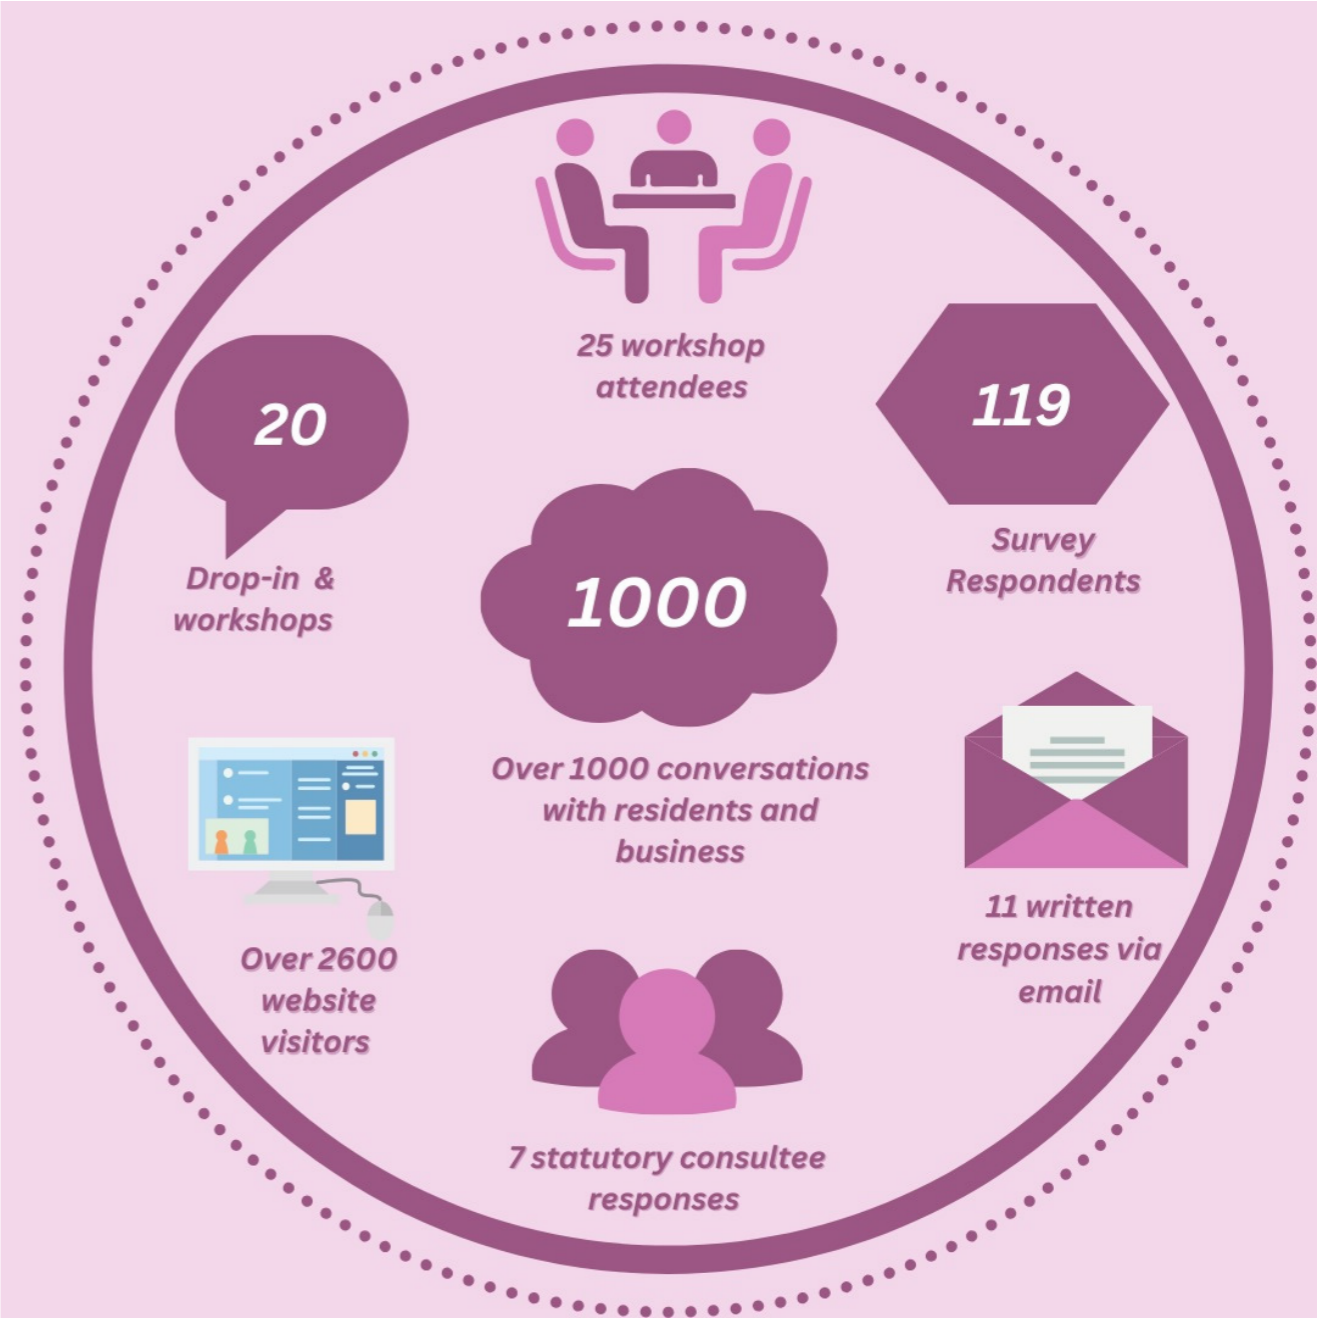 25 workshop
attendees
20
Drop-in & 
workshops
119
Survey
Respondents
1000
Over 1000 conversations
with residents and
business
Over 2600
website
visitors
11 written
responses via
email
7 statutory consultee
responses